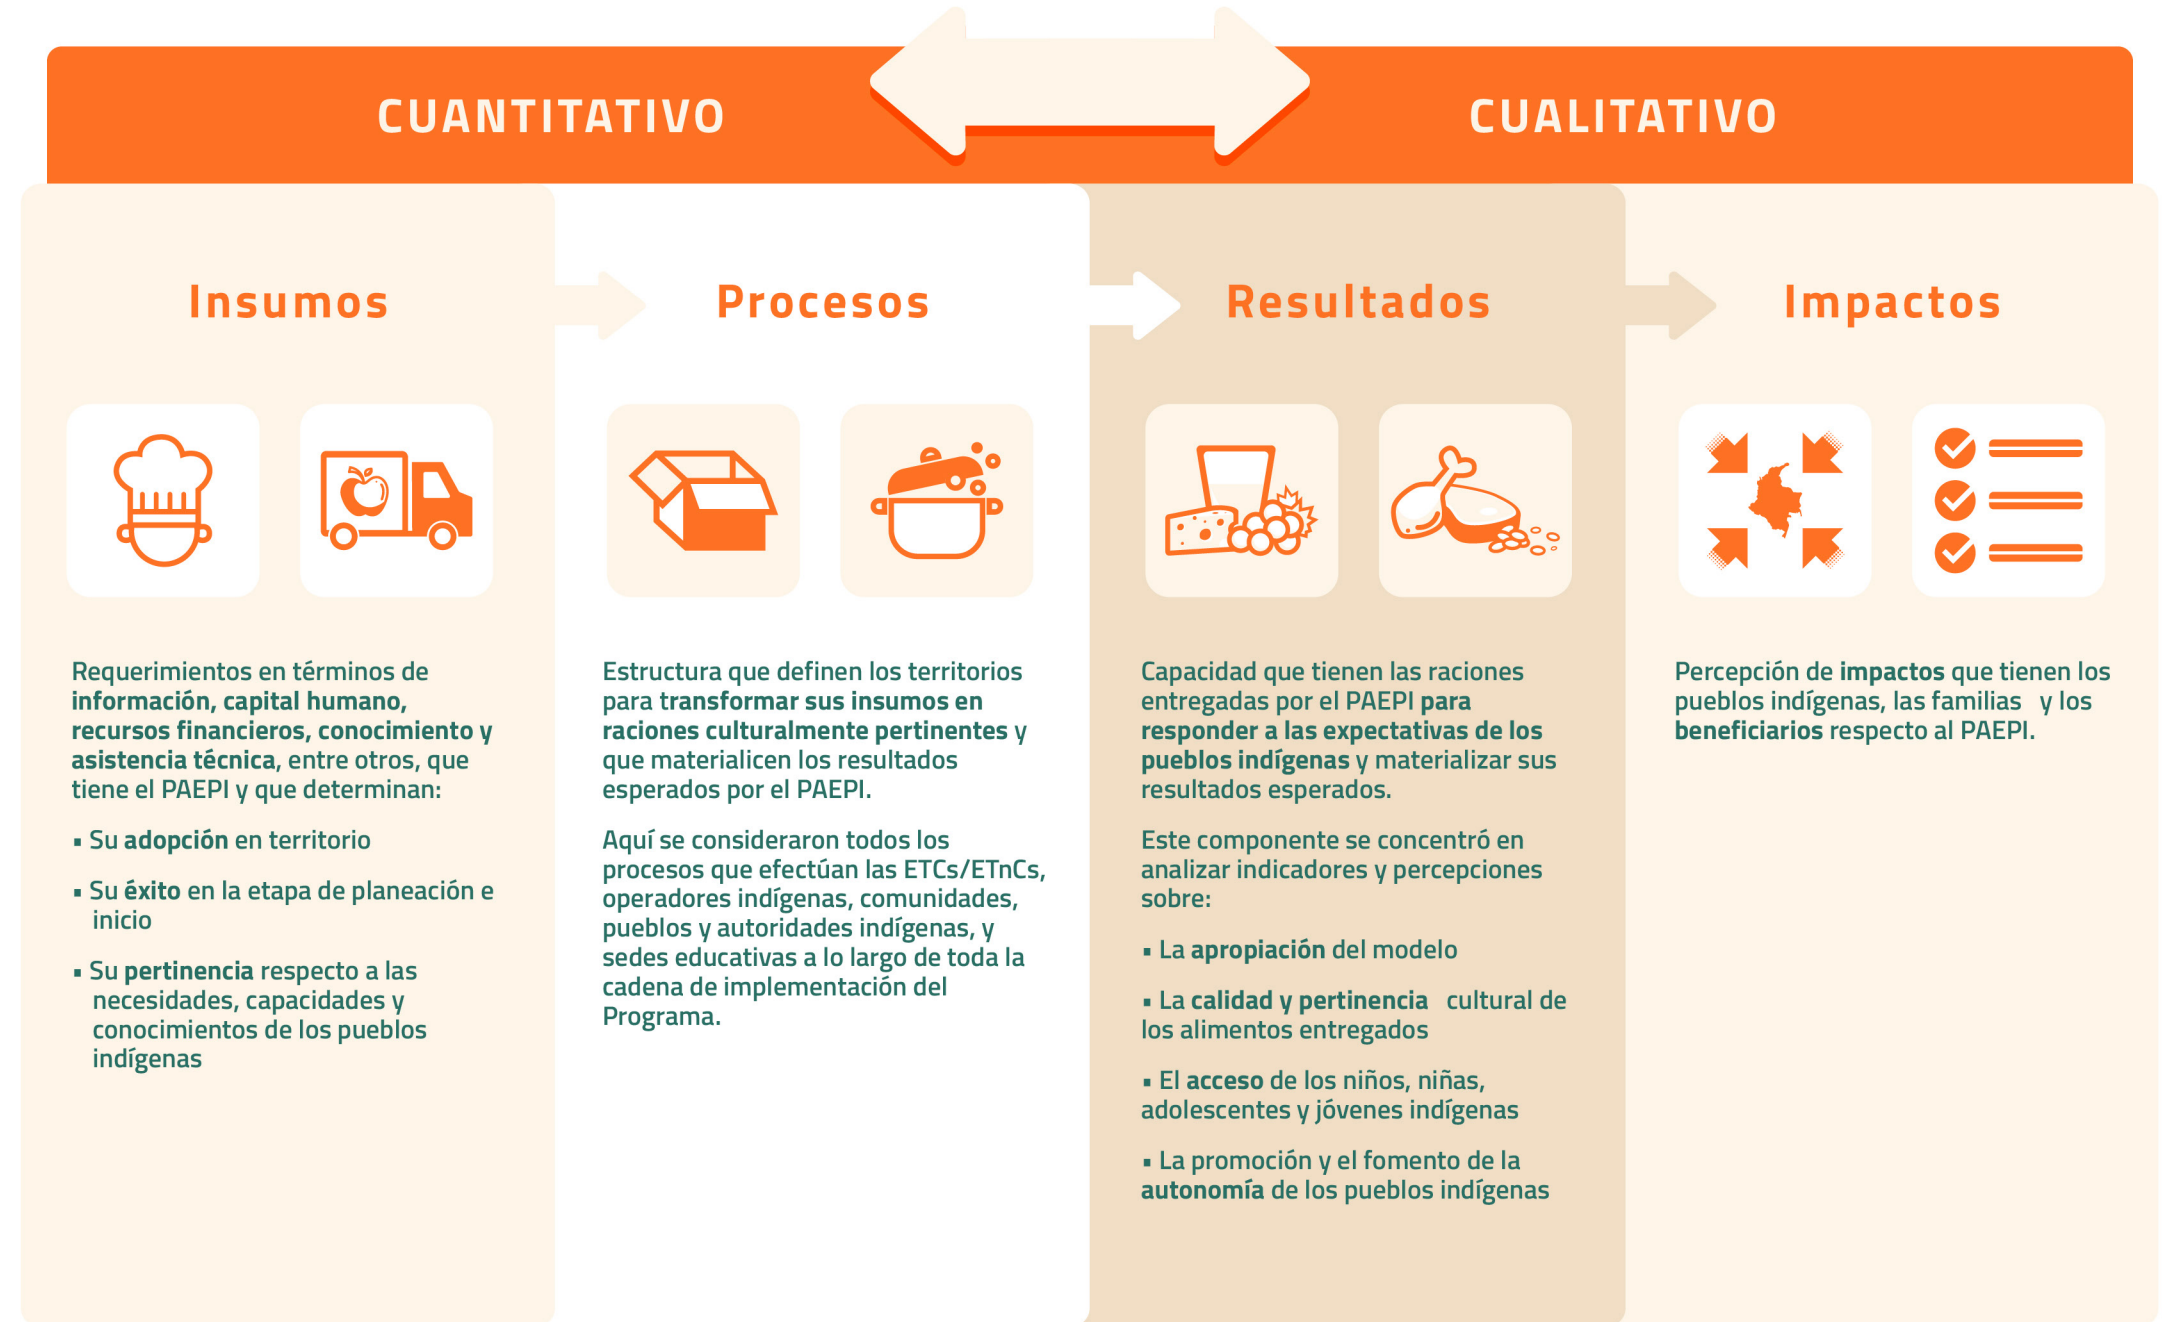 CUANTITATIVO
CUALITATIVO
Insumos
Requerimientos en términos de
información, capital humano,
recursos financieros, conocimiento y
asistencia técnica, entre otros, que
tiene el PAEPI y que determinan:
▪ Su adopción en territorio
▪ Su éxito en la etapa de planeación e
inicio
▪ Su pertinencia respecto a las
necesidades, capacidades y
conocimientos de los pueblos
indígenas
Procesos
Estructura que definen los territorios
para transformar sus insumos en
raciones culturalmente pertinentes y
que materialicen los resultados
esperados por el PAEPI.
Aquí se consideraron todos los
procesos que efectúan las ETCs/ETnCs,
operadores indígenas, comunidades,
pueblos y autoridades indígenas, y
sedes educativas a lo largo de toda la
cadena de implementación del
Programa.
Resultados
Capacidad que tienen las raciones
entregadas por el PAEPI para
responder a las expectativas de los
pueblos indígenas y materializar sus
resultados esperados.
Este componente se concentró en
analizar indicadores y percepciones
sobre:
▪ La apropiación del modelo
▪ La calidad y pertinencia cultural de
los alimentos entregados
▪ El acceso de los niños, niñas,
adolescentes y jóvenes indígenas
▪ La promoción y el fomento de la
autonomía de los pueblos indígenas
Impactos
Percepción de impactos que tienen los
pueblos indígenas, las familias y los
beneficiarios respecto al PAEPI.